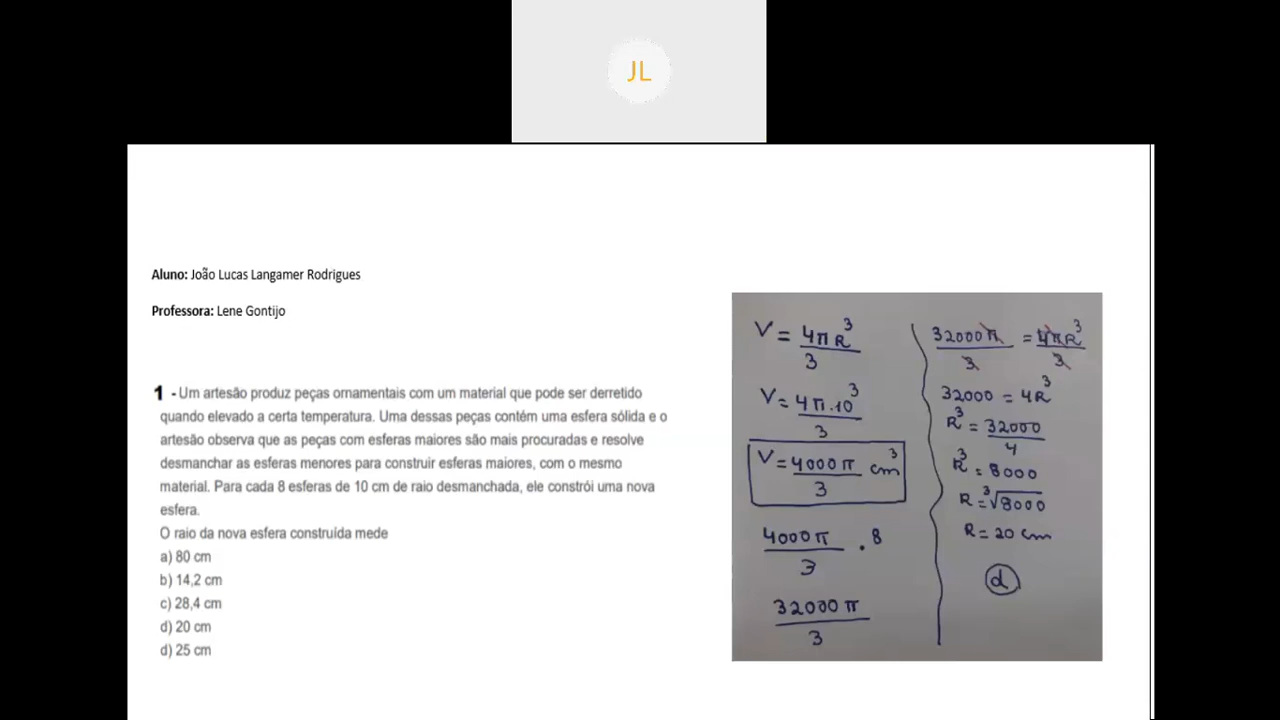 JL
Aluno: João Lucas Langamer Rodrigues
Professora: Lene Gontijo
1 - Um artesão produz peças ornamentais com um material que pode ser derretido
quando elevado a certa temperatura. Uma dessas peças contém uma esfera sólida e o
artesão observa que as peças com esferas maiores são mais procuradas e resolve
desmanchar as esferas menores para construir esferas maiores, com o mesmo
material. Para cada 8 esferas de 10 cm de raio desmanchada, ele constrói uma nova
esfera.
O raio da nova esfera construída mede
a) 80 cm
b) 14,2 cm
c) 28,4 cm
d) 20 cm
d) 25 cm
V = 4πR³/3
V = 4π.10³/3
V = 4000π/3 cm³
4000π/3 . 8
32000π/3
32000π/3 = 4πR³/3
32000 = 4R³
R³ = 32000/4
R³ = 8000
R = ³√8000
R = 20 cm
d